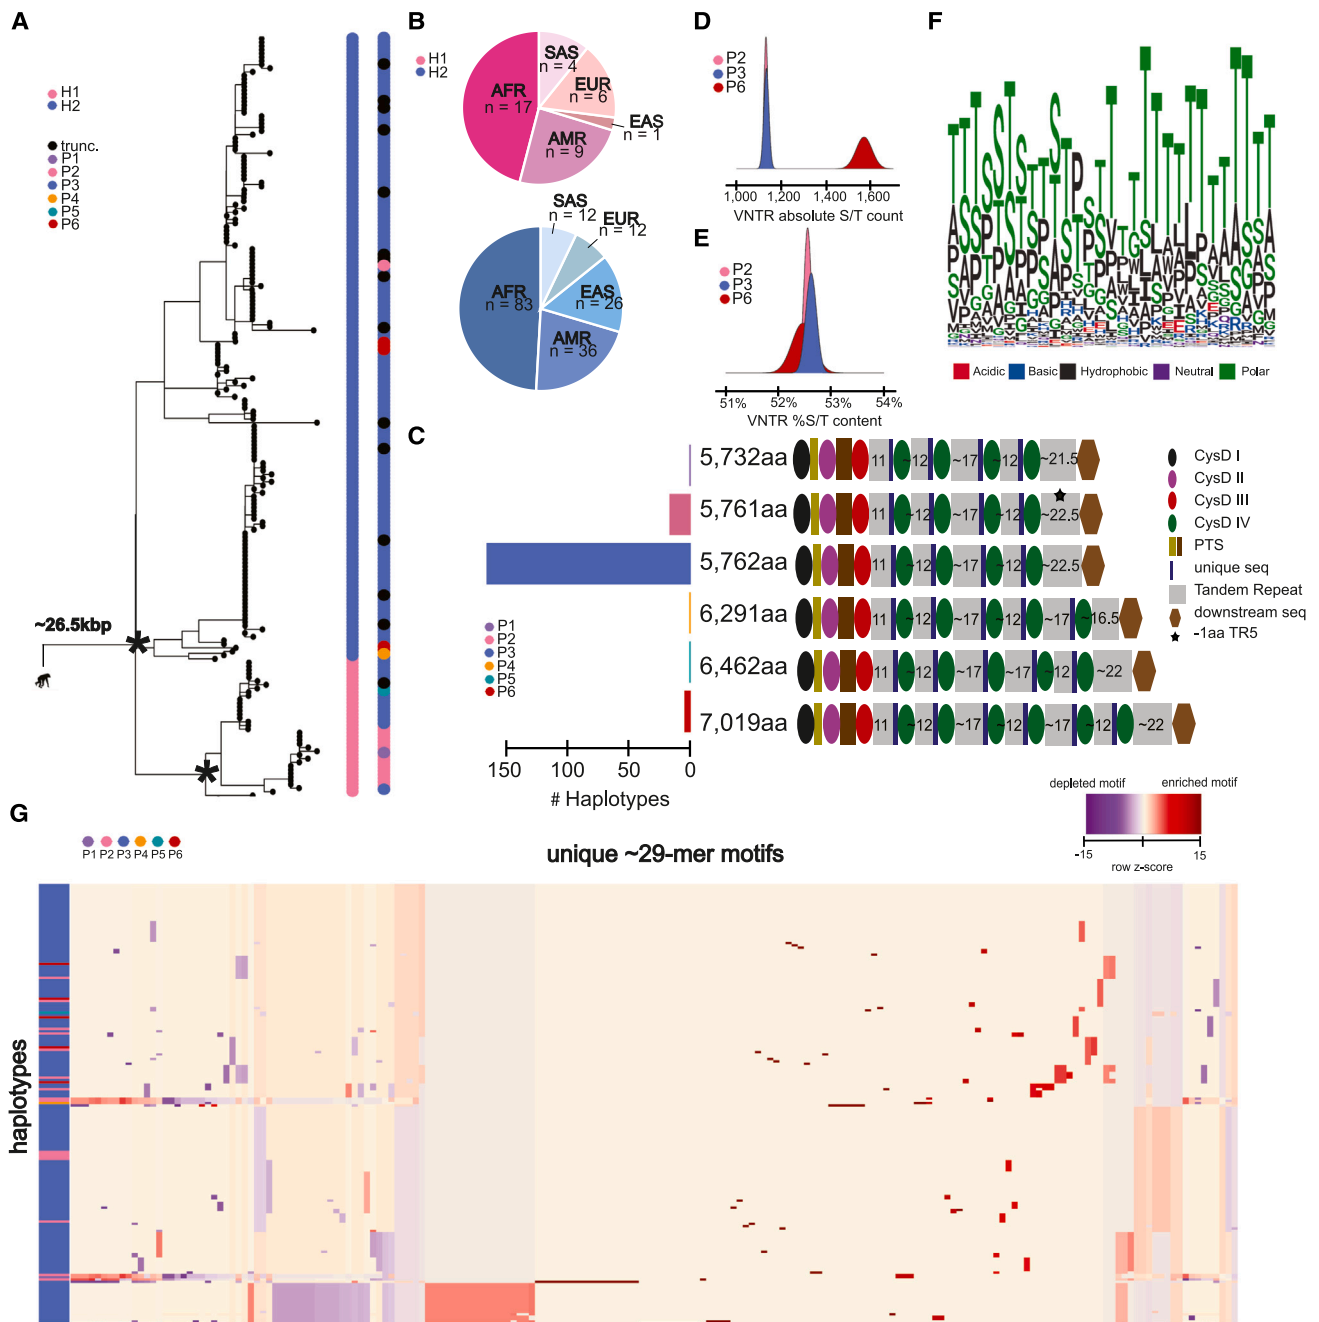 A
H1
H2
trunc.
P1
P2
P3
P4
P5
P6
~26.5kbp
B
H1
H2
SAS
n = 4
EUR
n = 6
AFR
n = 17
EAS
n = 1
AMR
n = 9
SAS
n = 12
EUR
n = 12
AFR
n = 83
EAS
n = 26
AMR
n = 36
D
P2
P3
P6
1,000 1,200 1,400 1,600
VNTR absolute S/T count
E
P2
P3
P6
51% 52% 53% 54%
VNTR %S/T content
F
Acidic Basic Hydrophobic Neutral Polar
C
5,732aa 11 ~12 ~17 ~12 ~21.5
5,761aa 11 ~12 ~17 ~12 ~22.5
5,762aa 11 ~12 ~17 ~12 ~22.5
6,291aa 11 ~12 ~17 ~12 ~17 ~16.5
6,462aa 11 ~12 ~17 ~17 ~12 ~22
7,019aa 11 ~12 ~17 ~12 ~17 ~12 ~22
P1
P2
P3
P4
P5
P6
150 100 50 0
# Haplotypes
CysD I
CysD II
CysD III
CysD IV
PTS
unique seq
Tandem Repeat
downstream seq
-1aa TR5
G
P1 P2 P3 P4 P5 P6
unique ~29-mer motifs
depleted motif enriched motif
-15 15
row z-score
haplotypes